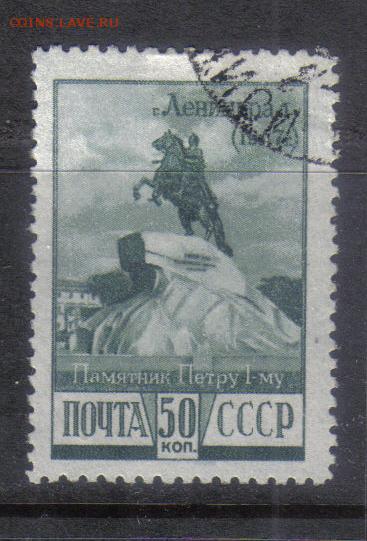 COINS.LAVE.RU
г. Ленинград
Памятник Петру I-му
ПОЧТА 50 КОП. СССР